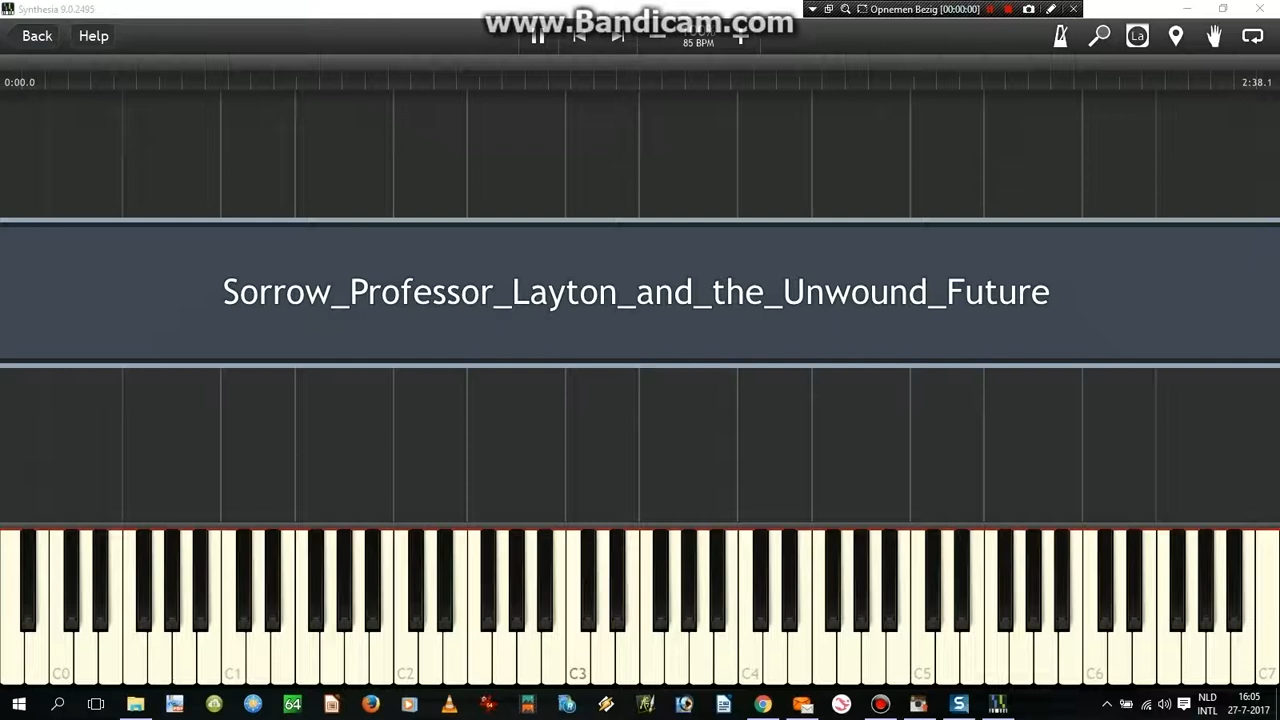 Synthesia 9.0.2495
www.Bandicam.com
Opnemen Bezig [00:00:00]
Back
Help
85 BPM
La
0:00.0
2:38.1
Sorrow_Professor_Layton_and_the_Unwound_Future
C0 C1 C2 C3 C4 C5 C6 C7
64
NLD
INTL
16:05
27-7-2017